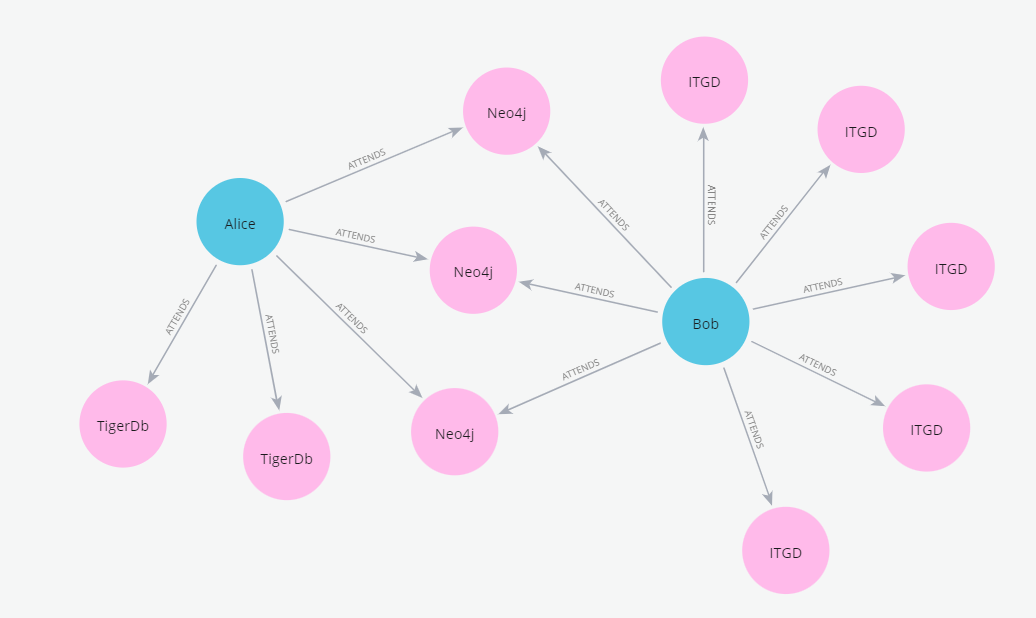 ITGD
Neo4j
ITGD
ATTENDS
ATTENDS
ATTENDS
ATTENDS
Alice
ATTENDS
Neo4j
ITGD
ATTENDS
ATTENDS
ATTENDS
ATTENDS
ATTENDS
Bob
ATTENDS
ATTENDS
ATTENDS
TigerDb
TigerDb
Neo4j
ATTENDS
ITGD
ITGD